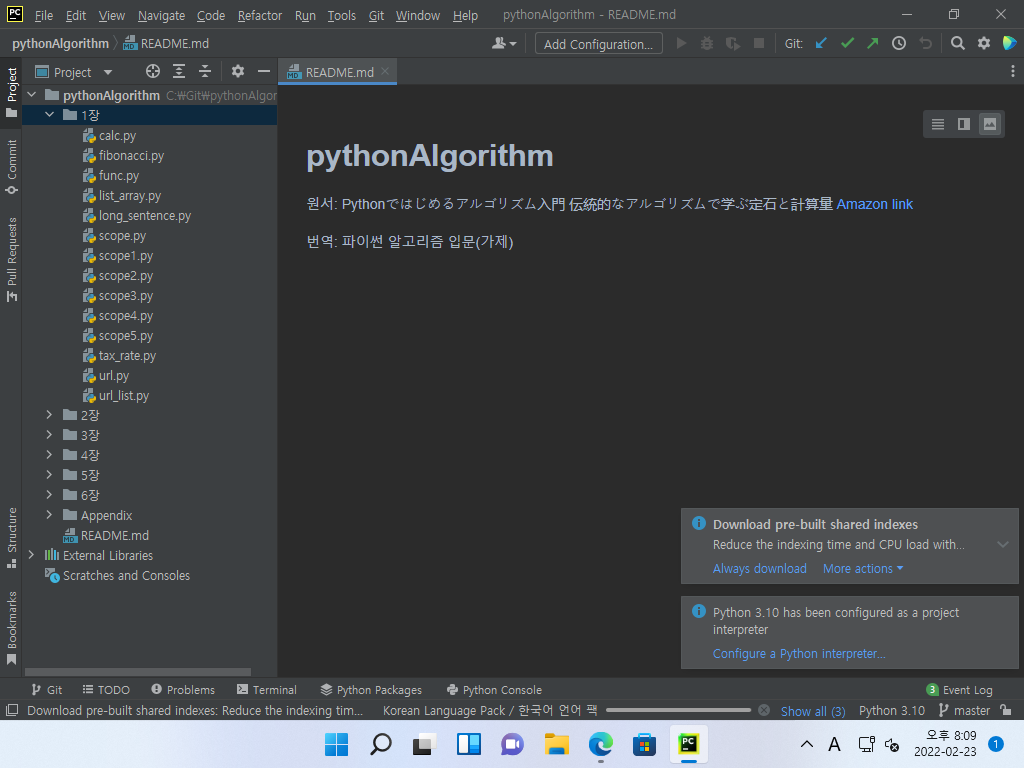 PC File Edit View Navigate Code Refactor Run Tools Git Window Help pythonAlgorithm - README.md
pythonAlgorithm README.md Add Configuration... Git:
Project README.md
Project
Commit
Pull Requests
Structure
Bookmarks
pythonAlgorithm C:₩Git₩pythonAlgor
1장
calc.py
fibonacci.py
func.py
list_array.py
long_sentence.py
scope.py
scope1.py
scope2.py
scope3.py
scope4.py
scope5.py
tax_rate.py
url.py
url_list.py
2장
3장
4장
5장
6장
Appendix
README.md
External Libraries
Scratches and Consoles
pythonAlgorithm
원서: Pythonではじめるアルゴリズム入門 伝統的なアルゴリズムで学ぶ定石と計算量 Amazon link
번역: 파이썬 알고리즘 입문(가제)
Download pre-built shared indexes
Reduce the indexing time and CPU load with...
Always download More actions
Python 3.10 has been configured as a project
interpreter
Configure a Python interpreter...
Git TODO Problems Terminal Python Packages Python Console 3 Event Log
Download pre-built shared indexes: Reduce the indexing tim... Korean Language Pack / 한국어 언어 팩 Show all (3) Python 3.10 master
A 오후 8:09
2022-02-23 1